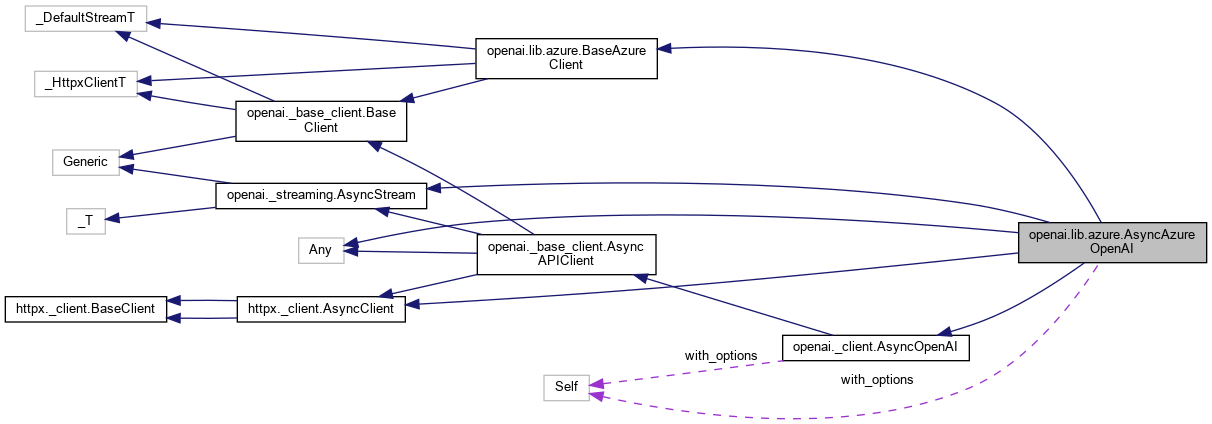 _DefaultStreamT
openai.lib.azure.BaseAzure
Client
_HttpxClientT
openai._base_client.Base
Client
Generic
openai._streaming.AsyncStream
_T
openai.lib.azure.AsyncAzure
OpenAI
Any
openai._base_client.Async
APIClient
httpx._client.BaseClient
httpx._client.AsyncClient
openai._client.AsyncOpenAI
with_options
Self
with_options